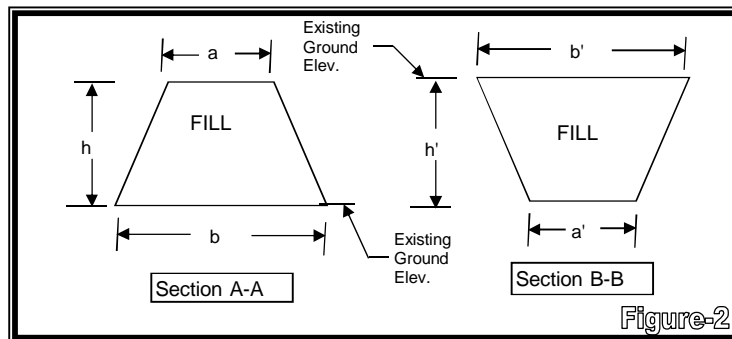 a
FILL
h
b
Existing
Ground
Elev.
Section A-A
Existing
Ground
Elev.
b'
FILL
h'
a'
Section B-B
Figure-2